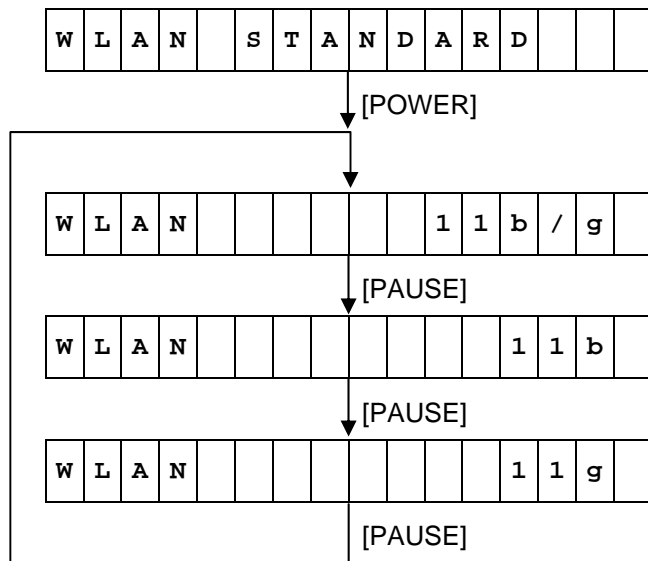 WLAN STANDARD
[POWER]
WLAN 11b/g
[PAUSE]
WLAN 11b
[PAUSE]
WLAN 11g
[PAUSE]